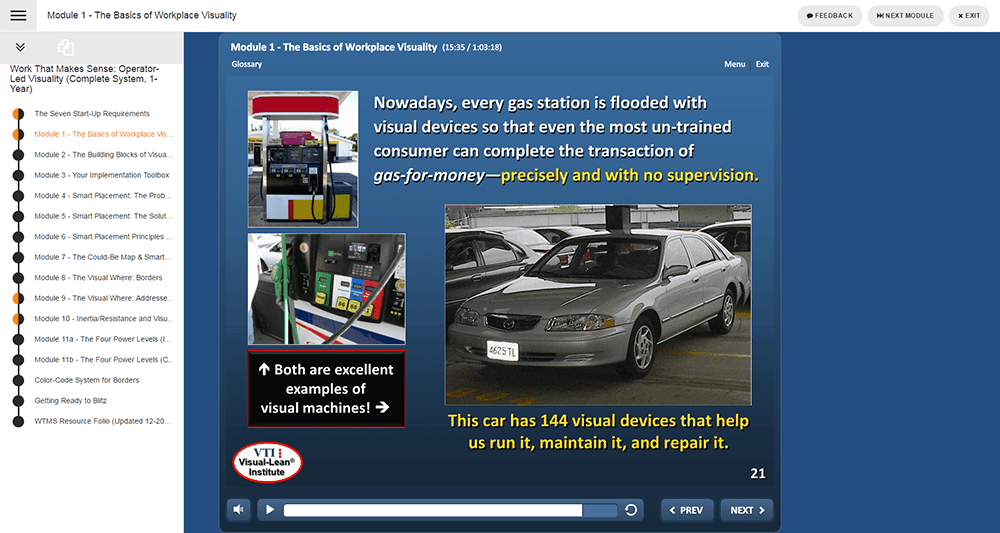 Module 1 - The Basics of Workplace Visuality
FEEDBACK
NEXT MODULE
EXIT
Work That Makes Sense: Operator-
Led Visuality (Complete System, 1-
Year)
The Seven Start-Up Requirements
Module 1 - The Basics of Workplace Vis...
Module 2 - The Building Blocks of Visua...
Module 3 - Your Implementation Toolbox
Module 4 - Smart Placement: The Prob...
Module 5 - Smart Placement: The Solut...
Module 6 - Smart Placement Principles ...
Module 7 - The Could-Be Map & Smart...
Module 8 - The Visual Where: Borders
Module 9 - The Visual Where: Addresse...
Module 10 - Inertia/Resistance and Visu...
Module 11a - The Four Power Levels (I...
Module 11b - The Four Power Levels (C...
Color-Code System for Borders
Getting Ready to Blitz
WTMS Resource Folio (Updated 12-20...
Module 1 - The Basics of Workplace Visuality (15:35 / 1:03:18)
Glossary
Menu | Exit
Nowadays, every gas station is flooded with
visual devices so that even the most un-trained
consumer can complete the transaction of
gas-for-money—precisely and with no supervision.
4625TL
↑ Both are excellent
examples of
visual machines! →
This car has 144 visual devices that help
us run it, maintain it, and repair it.
VTI
Visual-Lean®
Institute
21
PREV
NEXT